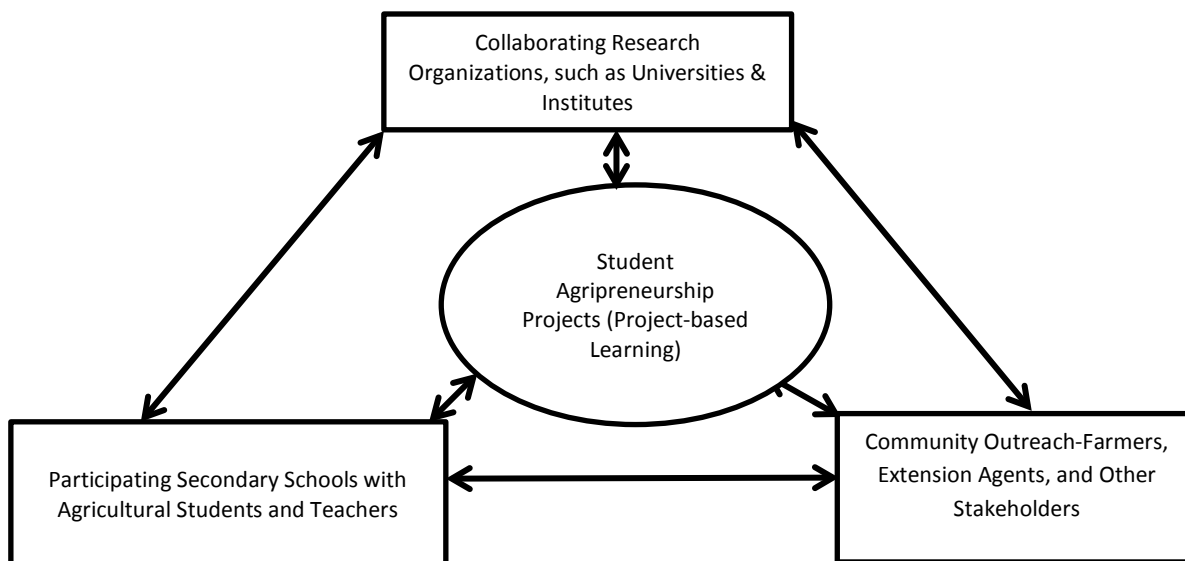 Collaborating Research
Organizations, such as Universities &
Institutes
Student
Agripreneurship
Projects (Project-based
Learning)
Participating Secondary Schools with
Agricultural Students and Teachers
Community Outreach-Farmers,
Extension Agents, and Other
Stakeholders